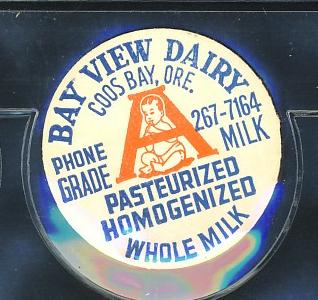 BAY VIEW DAIRY
COOS BAY, ORE.
PHONE 267-7164
GRADE A MILK
PASTEURIZED
HOMOGENIZED
WHOLE MILK